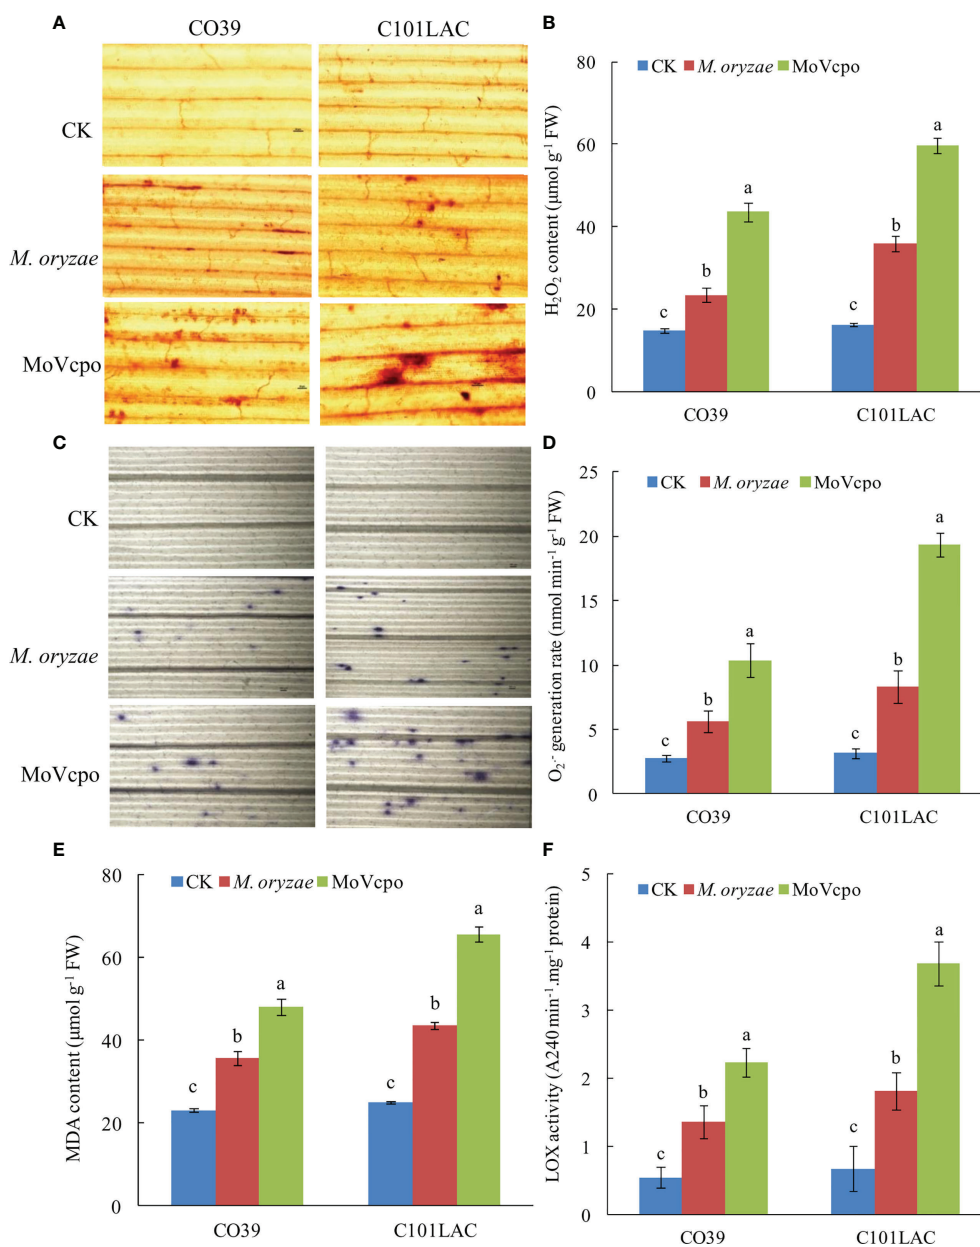 A
CO39
C101LAC
CK
M. oryzae
MoVcpo
B
H₂O₂ content (μmol g⁻¹ FW)
80
60
40
20
0
CK
M. oryzae
MoVcpo
c
b
a
c
b
a
CO39
C101LAC
C
CK
M. oryzae
MoVcpo
D
O₂·⁻ generation rate (nmol min⁻¹ g⁻¹ FW)
25
20
15
10
5
0
CK
M. oryzae
MoVcpo
c
b
a
c
b
a
CO39
C101LAC
E
MDA content (μmol g⁻¹ FW)
80
60
40
20
0
CK
M. oryzae
MoVcpo
c
b
a
c
b
a
CO39
C101LAC
F
LOX activity (A240 min⁻¹.mg⁻¹ protein)
5
4
3
2
1
0
CK
M. oryzae
MoVcpo
c
b
a
c
b
a
CO39
C101LAC